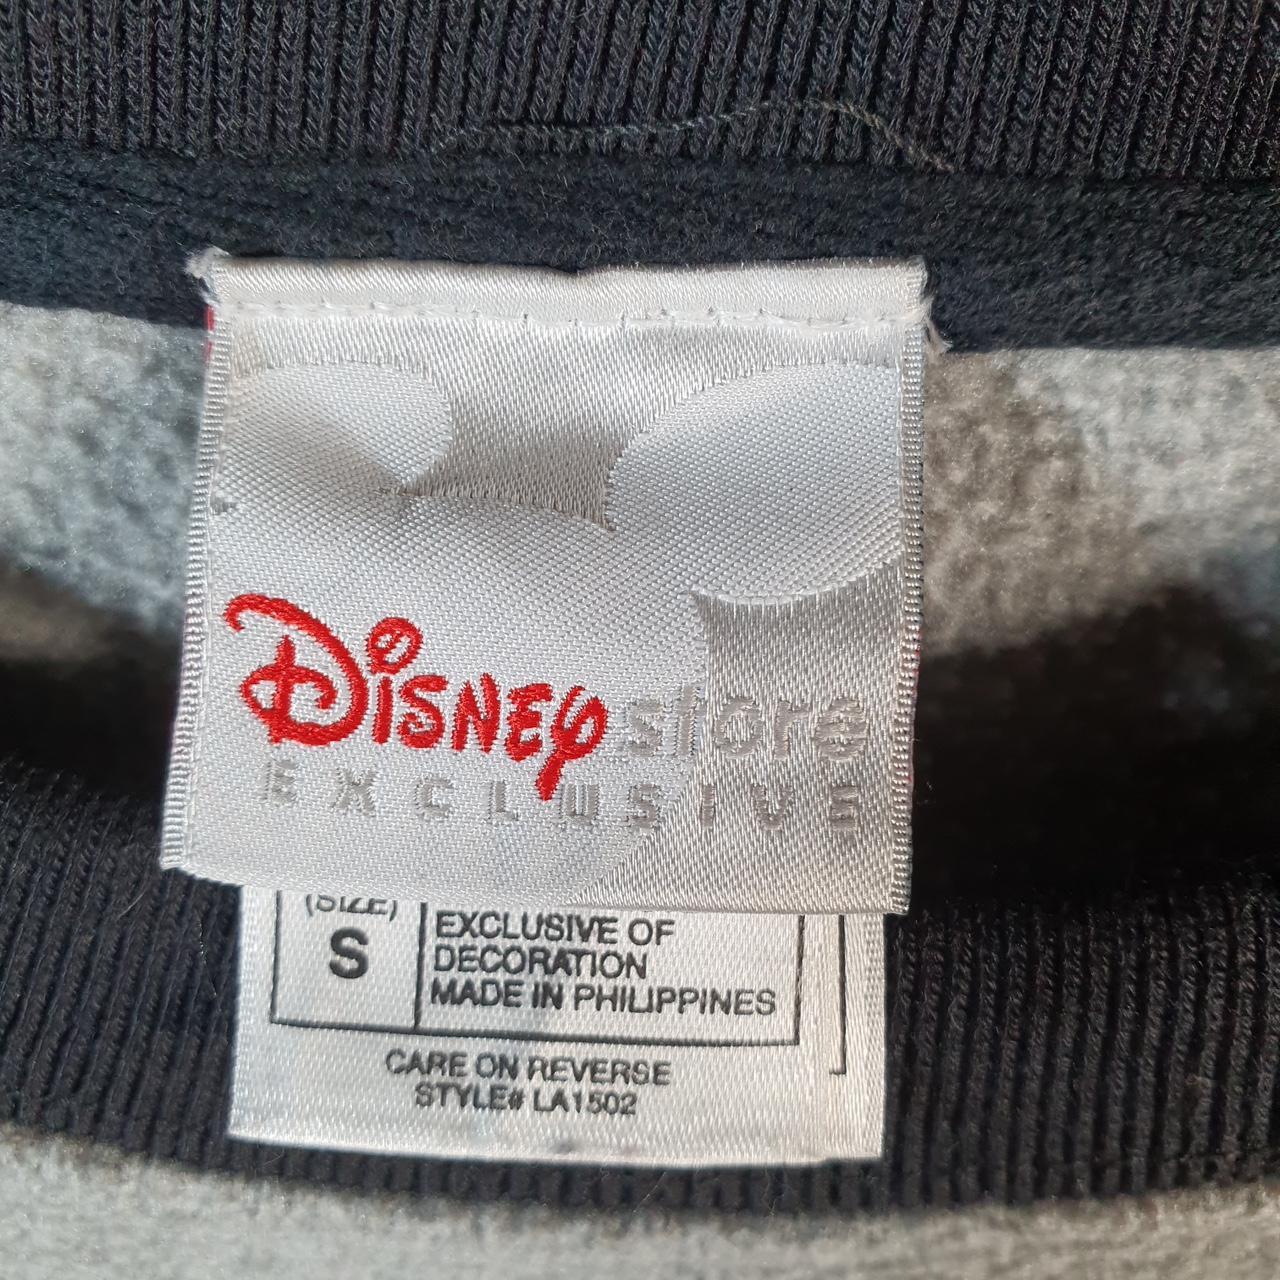 Disney store
EXCLUSIVE
(SIZE)
S
EXCLUSIVE OF
DECORATION
MADE IN PHILIPPINES
CARE ON REVERSE
STYLE# LA1502